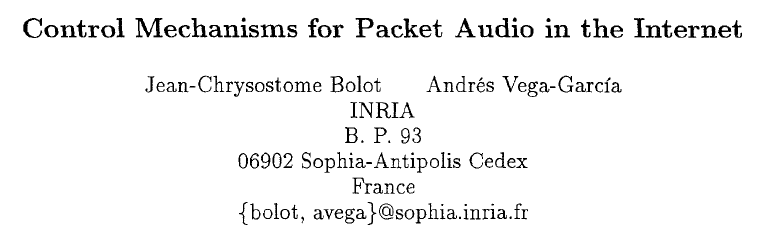 Control Mechanisms for Packet Audio in the Internet
Jean-Chrysostome Bolot Andrés Vega-García
INRIA
B. P. 93
06902 Sophia-Antipolis Cedex
France
{bolot, avega}@sophia.inria.fr